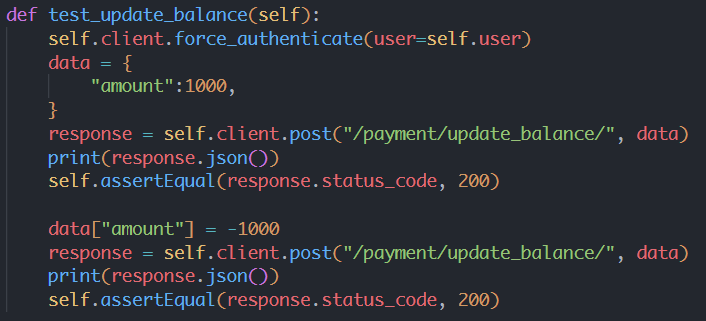 def test_update_balance(self):
    self.client.force_authenticate(user=self.user)
    data = {
        "amount":1000,
    }
    response = self.client.post("/payment/update_balance/", data)
    print(response.json())
    self.assertEqual(response.status_code, 200)

    data["amount"] = -1000
    response = self.client.post("/payment/update_balance/", data)
    print(response.json())
    self.assertEqual(response.status_code, 200)